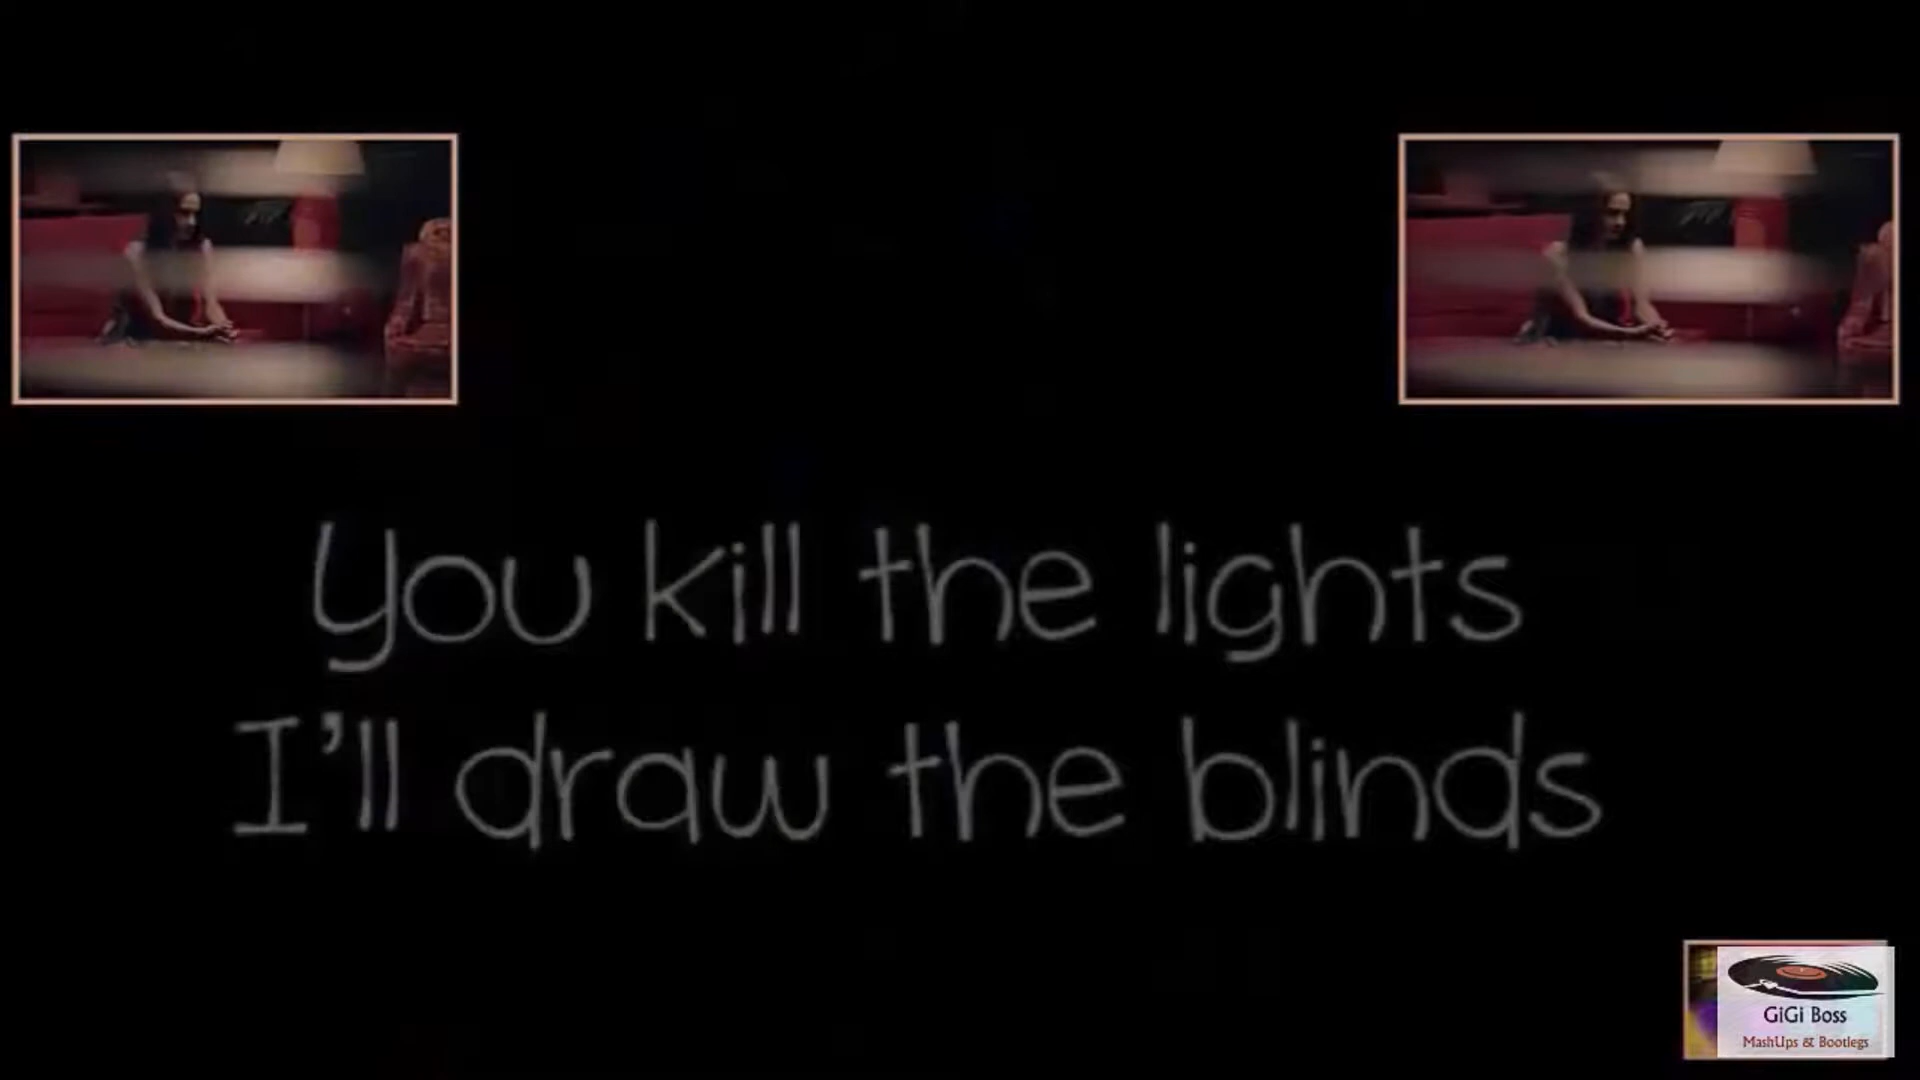 You kill the lights
I'll draw the blinds
GiGi Boss
MashUps & Bootlegs